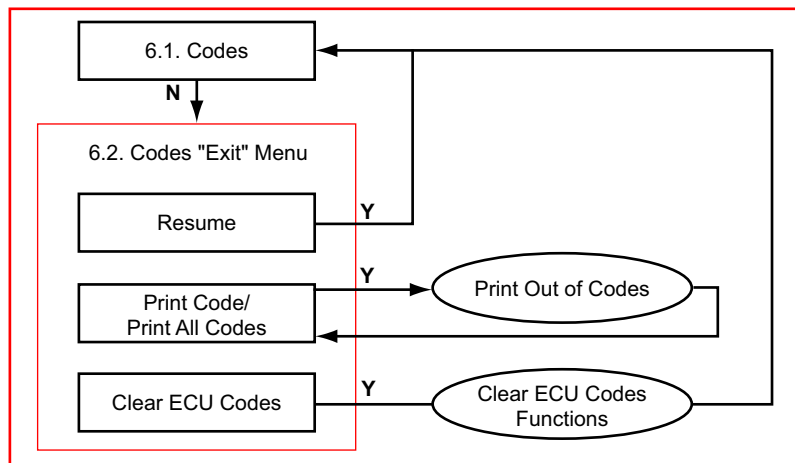 6.1. Codes
N
6.2. Codes "Exit" Menu
Resume
Y
Print Code/
Print All Codes
Y
Print Out of Codes
Clear ECU Codes
Y
Clear ECU Codes
Functions